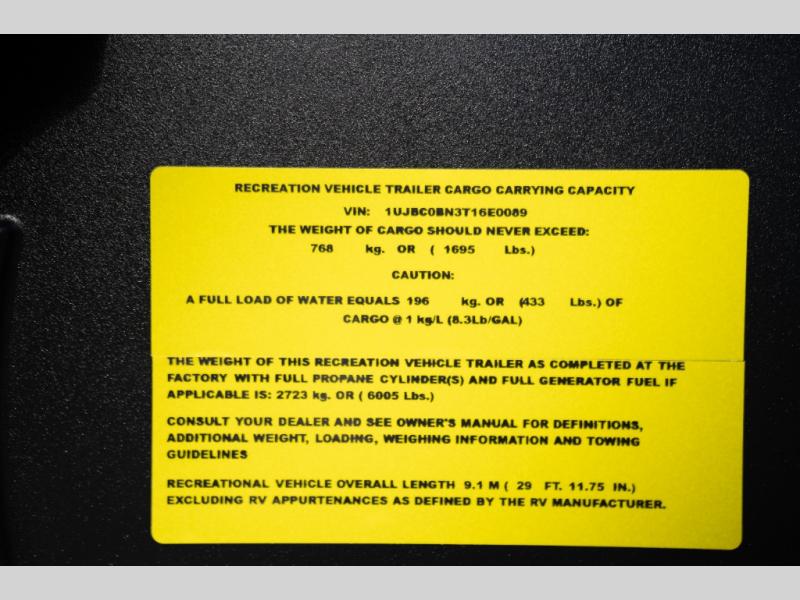 RECREATION VEHICLE TRAILER CARGO CARRYING CAPACITY
VIN: 1UJBC0BN3T16E0089
THE WEIGHT OF CARGO SHOULD NEVER EXCEED:
768 kg. OR ( 1695 Lbs.)
CAUTION:
A FULL LOAD OF WATER EQUALS 196 kg. OR (433 Lbs.) OF
CARGO @ 1 kg/L (8.3Lb/GAL)
THE WEIGHT OF THIS RECREATION VEHICLE TRAILER AS COMPLETED AT THE
FACTORY WITH FULL PROPANE CYLINDER(S) AND FULL GENERATOR FUEL IF
APPLICABLE IS: 2723 kg. OR ( 6005 Lbs.)
CONSULT YOUR DEALER AND SEE OWNER'S MANUAL FOR DEFINITIONS,
ADDITIONAL WEIGHT, LOADING, WEIGHING INFORMATION AND TOWING
GUIDELINES
RECREATIONAL VEHICLE OVERALL LENGTH 9.1 M ( 29 FT. 11.75 IN.)
EXCLUDING RV APPURTENANCES AS DEFINED BY THE RV MANUFACTURER.